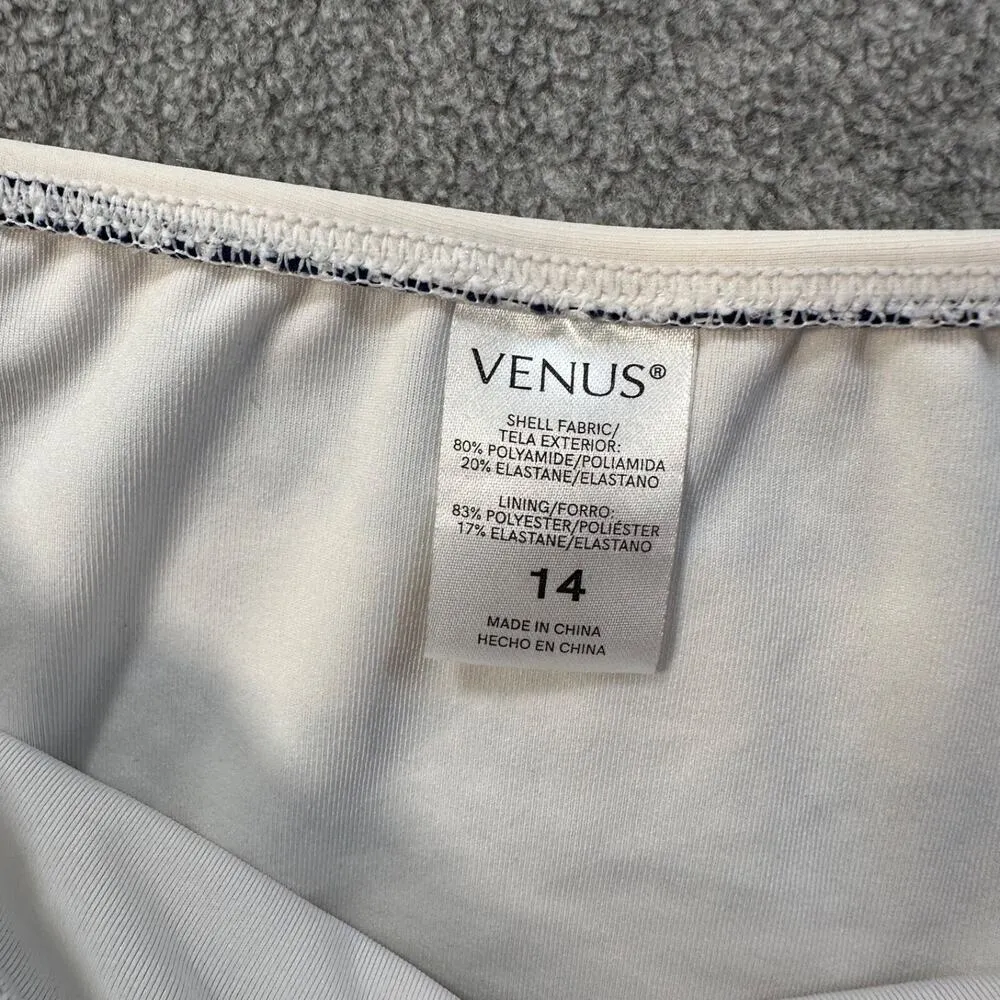 VENUS®
SHELL FABRIC/
TELA EXTERIOR:
80% POLYAMIDE/POLIAMIDA
20% ELASTANE/ELASTANO
LINING/FORRO:
83% POLYESTER/POLIÉSTER
17% ELASTANE/ELASTANO
14
MADE IN CHINA
HECHO EN CHINA